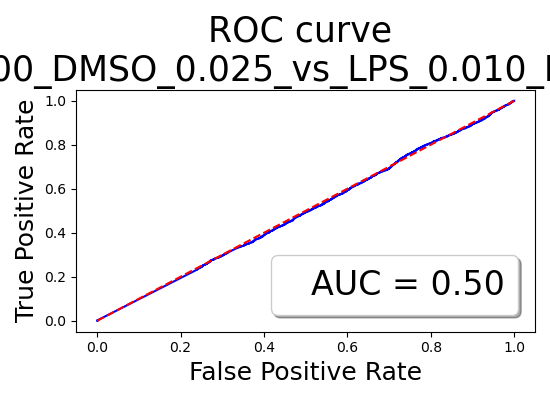 ROC curve
00_DMSO_0.025_vs_LPS_0.010_
True Positive Rate
1.0
0.8
0.6
0.4
0.2
0.0
AUC = 0.50
0.0 0.2 0.4 0.6 0.8 1.0
False Positive Rate